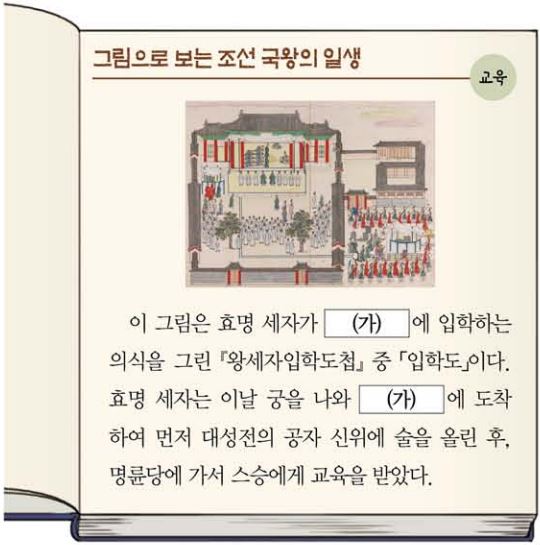 그림으로 보는 조선 국왕의 일생
교육
이 그림은 효명 세자가 (가) 에 입학하는
의식을 그린 『왕세자입학도첩』 중 「입학도」이다.
효명 세자는 이날 궁을 나와 (가) 에 도착
하여 먼저 대성전의 공자 신위에 술을 올린 후,
명륜당에 가서 스승에게 교육을 받았다.